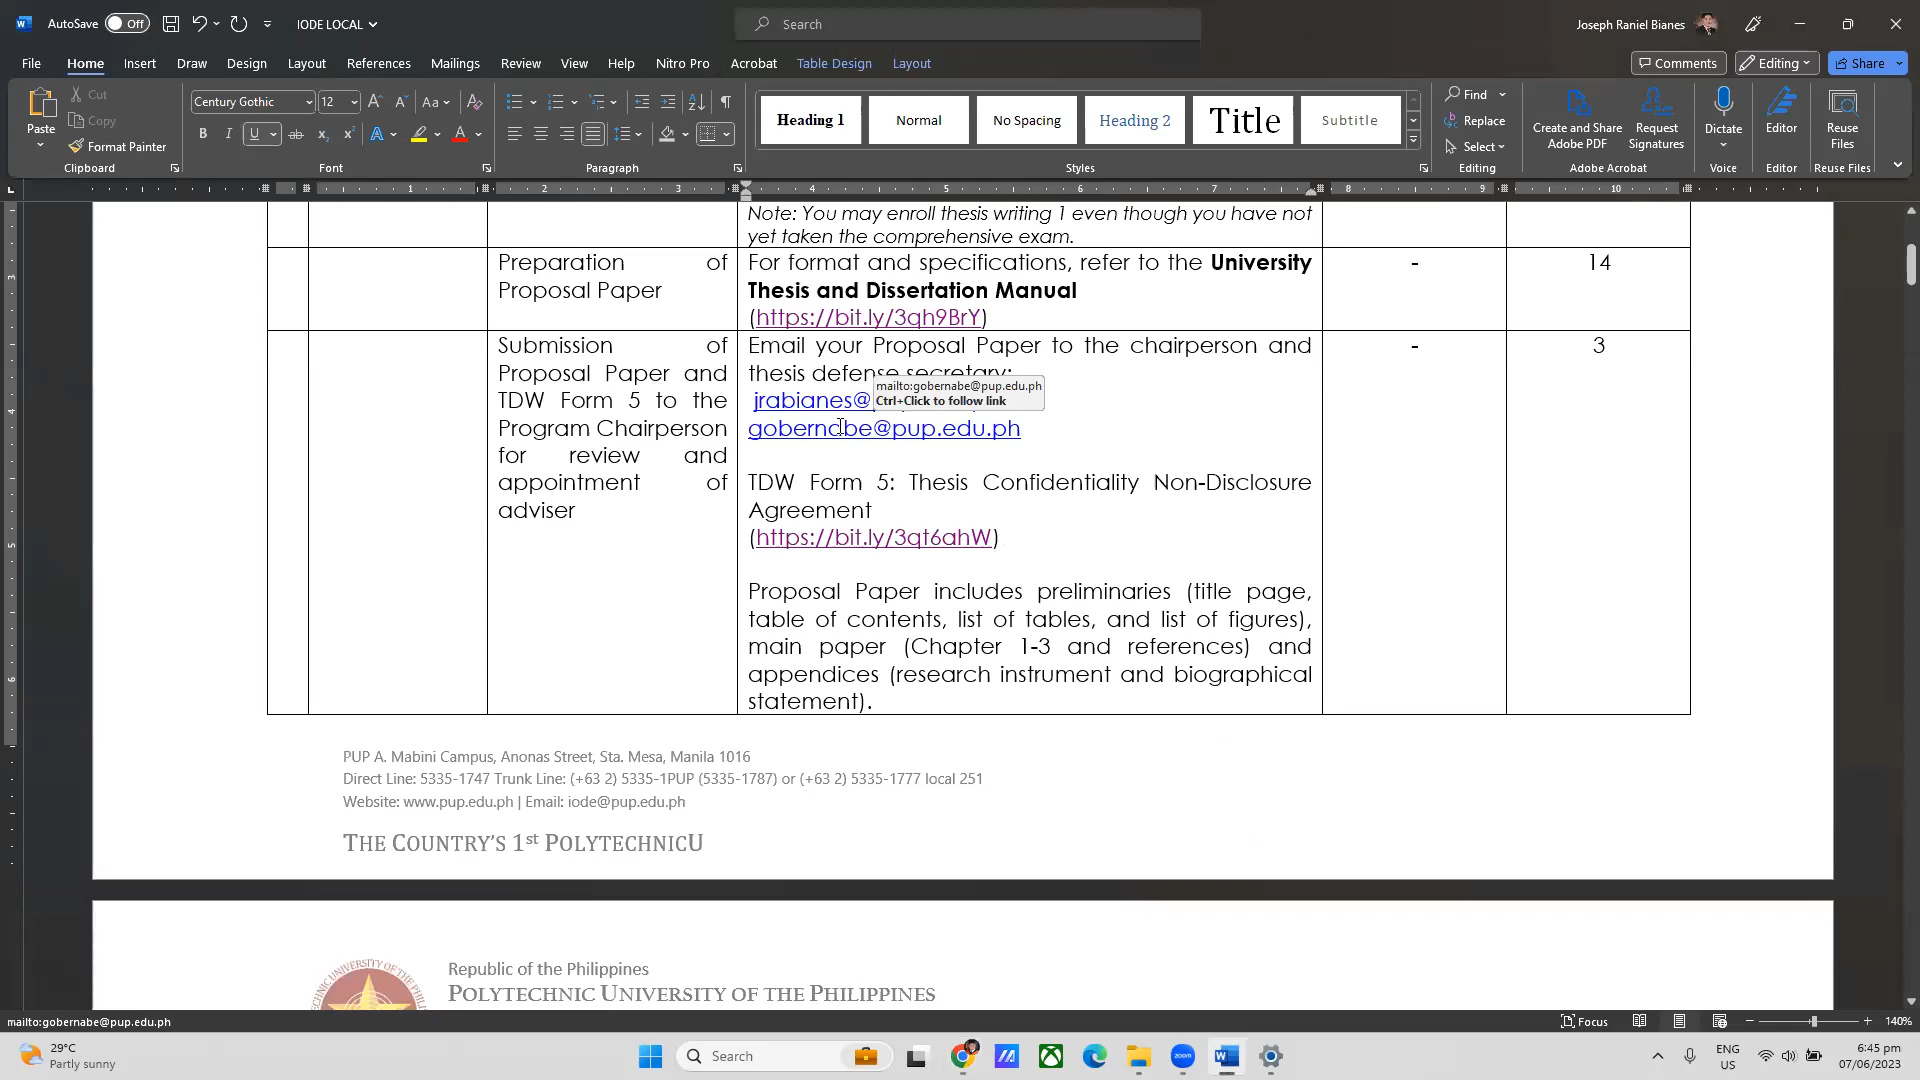 AutoSave Off IODE LOCAL Search Joseph Raniel Bianes
File Home Insert Draw Design Layout References Mailings Review View Help Nitro Pro Acrobat Table Design Layout Comments Editing Share
Paste Cut Copy Format Painter
Century Gothic 12
Heading 1 Normal No Spacing Heading 2 Title Subtitle
Find Replace Select
Create and Share Adobe PDF Request Signatures Dictate Editor Reuse Files
Clipboard Font Paragraph Styles Editing Adobe Acrobat Voice Editor Reuse Files
1 2 3 4 5 6 7 8 9 10
Note: You may enroll thesis writing 1 even though you have not
yet taken the comprehensive exam.
Preparation of
Proposal Paper
For format and specifications, refer to the University
Thesis and Dissertation Manual
(https://bit.ly/3qh9BrY)
-
14
Submission of
Proposal Paper and
TDW Form 5 to the
Program Chairperson
for review and
appointment of
adviser
Email your Proposal Paper to the chairperson and
thesis defense secretary:
jrabianes@
mailto:gobernabe@pup.edu.ph
Ctrl+Click to follow link
gobernabe@pup.edu.ph
TDW Form 5: Thesis Confidentiality Non-Disclosure
Agreement
(https://bit.ly/3qt6ahW)
Proposal Paper includes preliminaries (title page,
table of contents, list of tables, and list of figures),
main paper (Chapter 1-3 and references) and
appendices (research instrument and biographical
statement).
-
3
PUP A. Mabini Campus, Anonas Street, Sta. Mesa, Manila 1016
Direct Line: 5335-1747 Trunk Line: (+63 2) 5335-1PUP (5335-1787) or (+63 2) 5335-1777 local 251
Website: www.pup.edu.ph | Email: iode@pup.edu.ph
THE COUNTRY'S 1st POLYTECHNICU
Republic of the Philippines
POLYTECHNIC UNIVERSITY OF THE PHILIPPINES
mailto:gobernabe@pup.edu.ph Focus 140%
29°C
Partly sunny
Search
zoom
ENG
US
6:45 pm
07/06/2023